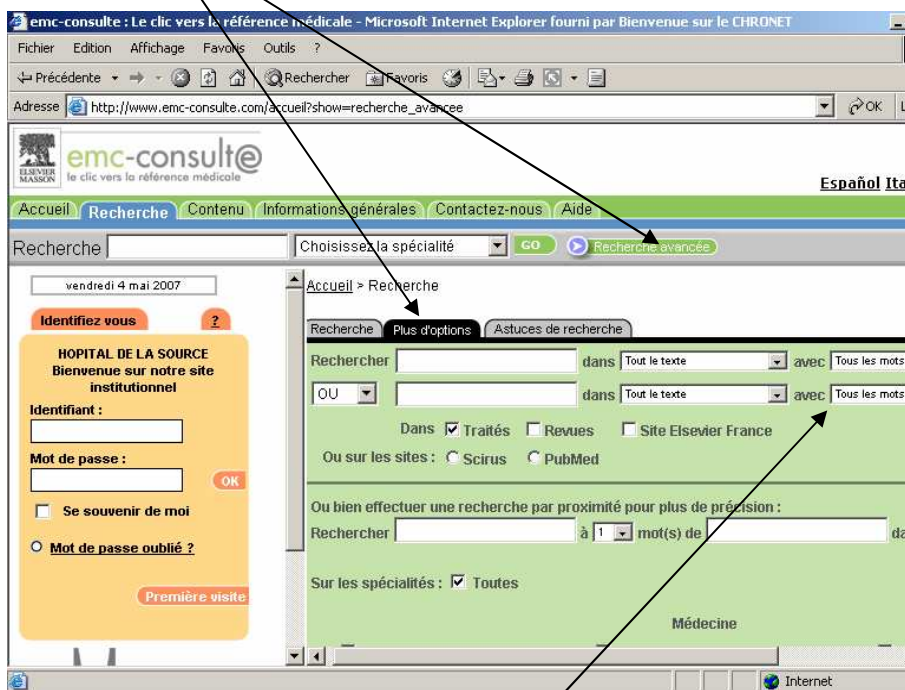 emc-consulte : Le clic vers la référence médicale - Microsoft Internet Explorer fourni par Bienvenue sur le CHRONET
Fichier Edition Affichage Favoris Outils ?
Précédente Rechercher Favoris
Adresse http://www.emc-consulte.com/accueil?show=recherche_avancee OK
ELSEVIER MASSON
emc-consult@
le clic vers la référence médicale
Español Ita
Accueil Recherche Contenu Informations générales Contactez-nous Aide
Recherche Choisissez la spécialité GO Recherche avancée
vendredi 4 mai 2007
Accueil > Recherche
Identifiez vous ?
Recherche Plus d'options Astuces de recherche
HOPITAL DE LA SOURCE
Bienvenue sur notre site
institutionnel
Identifiant :
Mot de passe :
OK
Se souvenir de moi
Mot de passe oublié ?
Première visite
Rechercher dans Tout le texte avec Tous les mots
OU dans Tout le texte avec Tous les mots
Dans Traités Revues Site Elsevier France
Ou sur les sites : Scirus PubMed
Ou bien effectuer une recherche par proximité pour plus de précision :
Rechercher à 1 mot(s) de da
Sur les spécialités : Toutes
Médecine
Internet